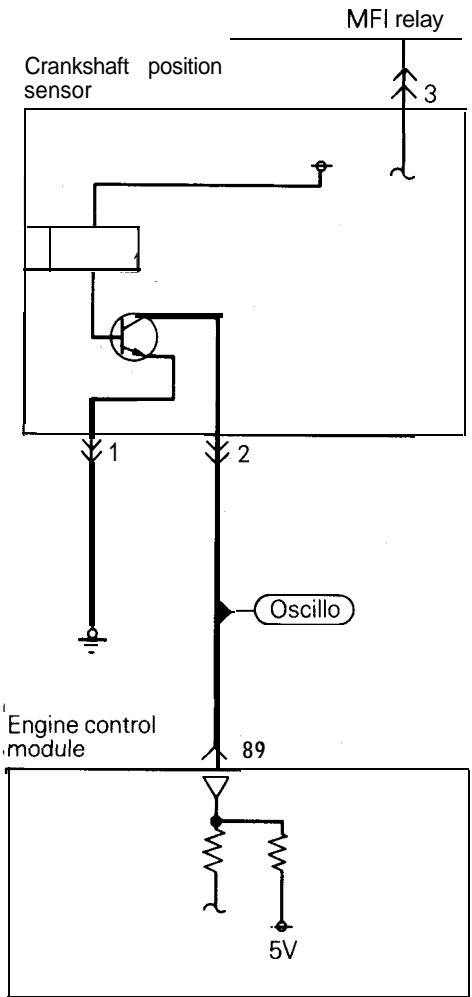 MFI relay
Crankshaft position
sensor
3
1
2
Oscillo
Engine control
module
89
5V